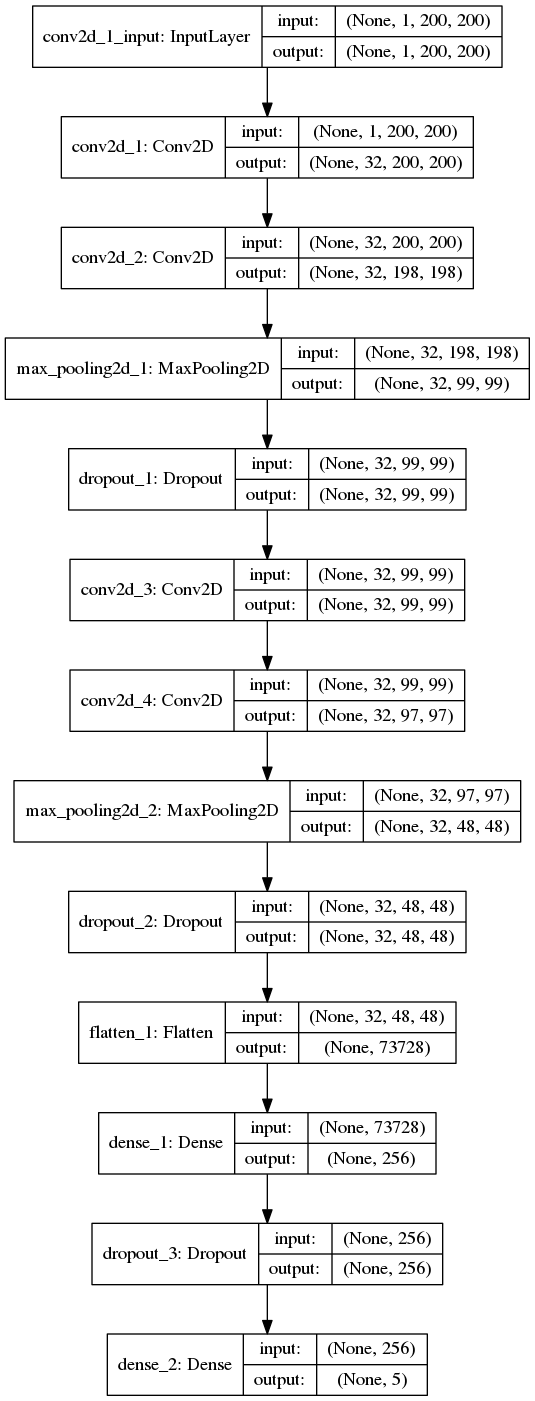 conv2d_1_input: InputLayer input: (None, 1, 200, 200)
output: (None, 1, 200, 200)
conv2d_1: Conv2D input: (None, 1, 200, 200)
output: (None, 32, 200, 200)
conv2d_2: Conv2D input: (None, 32, 200, 200)
output: (None, 32, 198, 198)
max_pooling2d_1: MaxPooling2D input: (None, 32, 198, 198)
output: (None, 32, 99, 99)
dropout_1: Dropout input: (None, 32, 99, 99)
output: (None, 32, 99, 99)
conv2d_3: Conv2D input: (None, 32, 99, 99)
output: (None, 32, 99, 99)
conv2d_4: Conv2D input: (None, 32, 99, 99)
output: (None, 32, 97, 97)
max_pooling2d_2: MaxPooling2D input: (None, 32, 97, 97)
output: (None, 32, 48, 48)
dropout_2: Dropout input: (None, 32, 48, 48)
output: (None, 32, 48, 48)
flatten_1: Flatten input: (None, 32, 48, 48)
output: (None, 73728)
dense_1: Dense input: (None, 73728)
output: (None, 256)
dropout_3: Dropout input: (None, 256)
output: (None, 256)
dense_2: Dense input: (None, 256)
output: (None, 5)